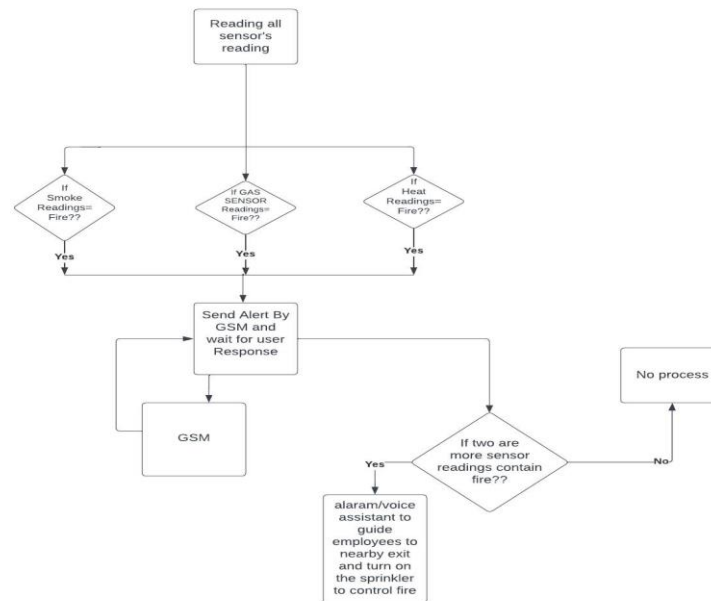 Reading all
sensor's
reading
If
Smoke
Readings=
Fire??
If GAS
SENSOR
Readings=
Fire??
If
Heat
Readings=
Fire??
Yes
Yes
Yes
Send Alert By
GSM and
wait for user
Response
GSM
No process
If two are
more sensor
readings contain
fire??
Yes
No
alaram/voice
assistant to
guide
employees to
nearby exit
and turn on
the sprinkler
to control fire